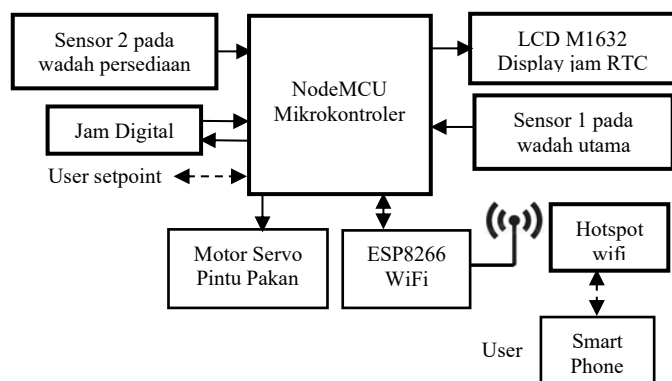 Sensor 2 pada
wadah persediaan
NodeMCU
Mikrokontroler
LCD M1632
Display jam RTC
Jam Digital
Sensor 1 pada
wadah utama
User setpoint
Motor Servo
Pintu Pakan
ESP8266
WiFi
Hotspot
wifi
User
Smart
Phone